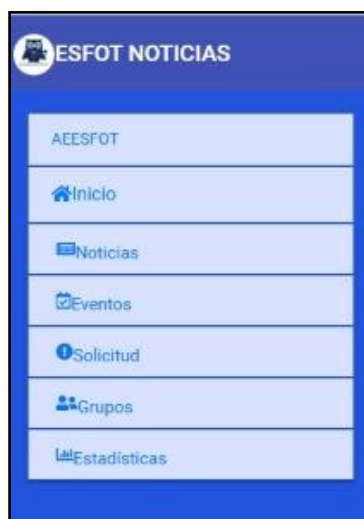 ESFOT NOTICIAS
AEESFOT
Inicio
Noticias
Eventos
Solicitud
Grupos
Estadísticas